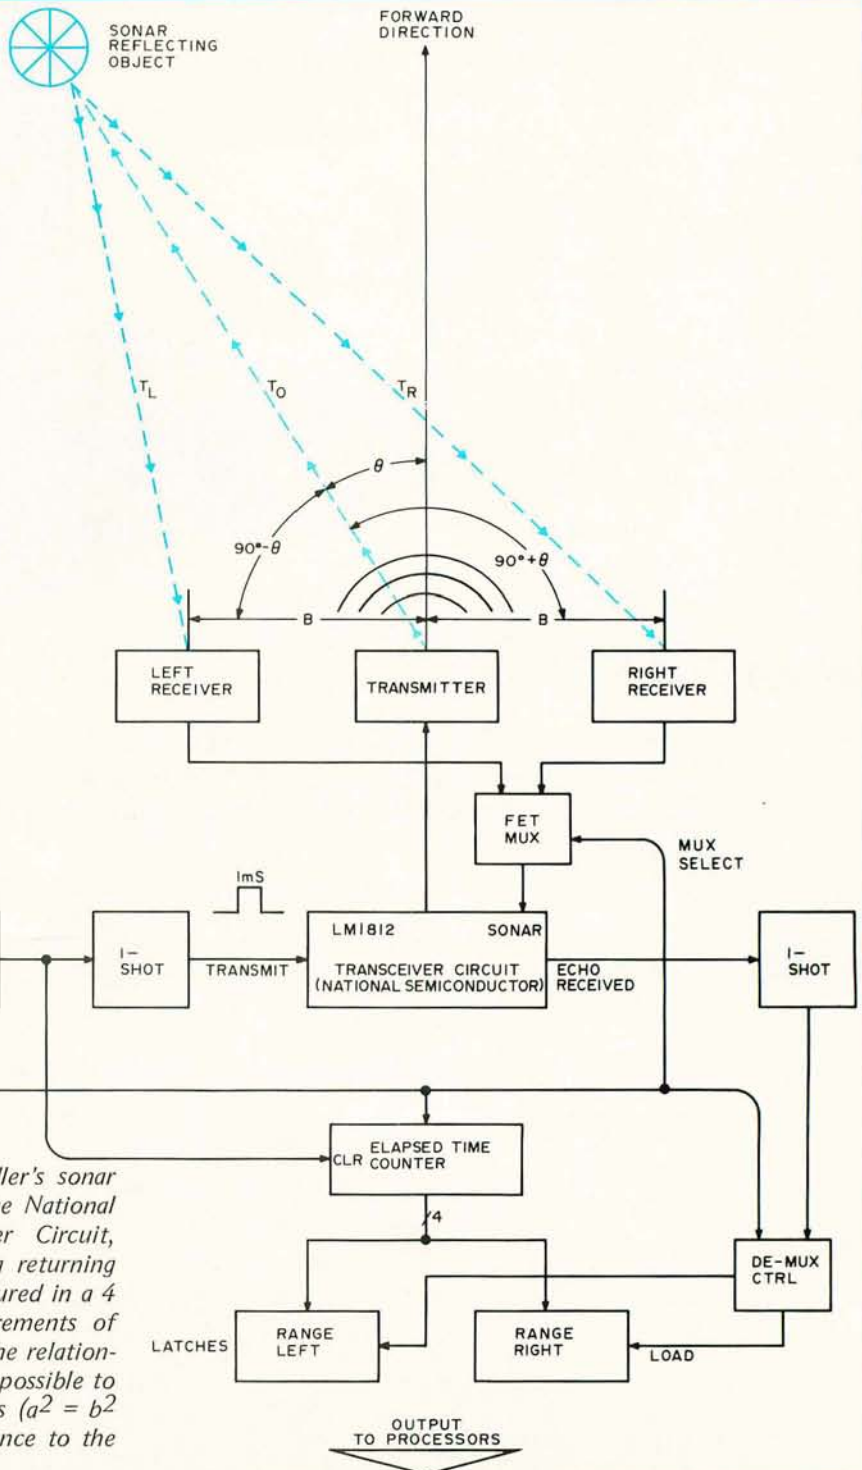 SONAR
REFLECTING
OBJECT
FORWARD
DIRECTION
T_L
T_O
T_R
θ
90°-θ
90°+θ
B
B
LEFT
RECEIVER
TRANSMITTER
RIGHT
RECEIVER
FET
MUX
MUX
SELECT
1mS
1-
SHOT
TRANSMIT
LM1812 SONAR
TRANSCEIVER CIRCUIT
(NATIONAL SEMICONDUCTOR)
ECHO
RECEIVED
1-
SHOT
CLR
ELAPSED TIME
COUNTER
/4
DE-MUX
CTRL
LATCHES
RANGE
LEFT
RANGE
RIGHT
LOAD
OUTPUT
TO PROCESSORS
ller's sonar
e National
er Circuit,
returning
ured in a 4
rements of
he relation-
possible to
s (a² = b²
nce to the